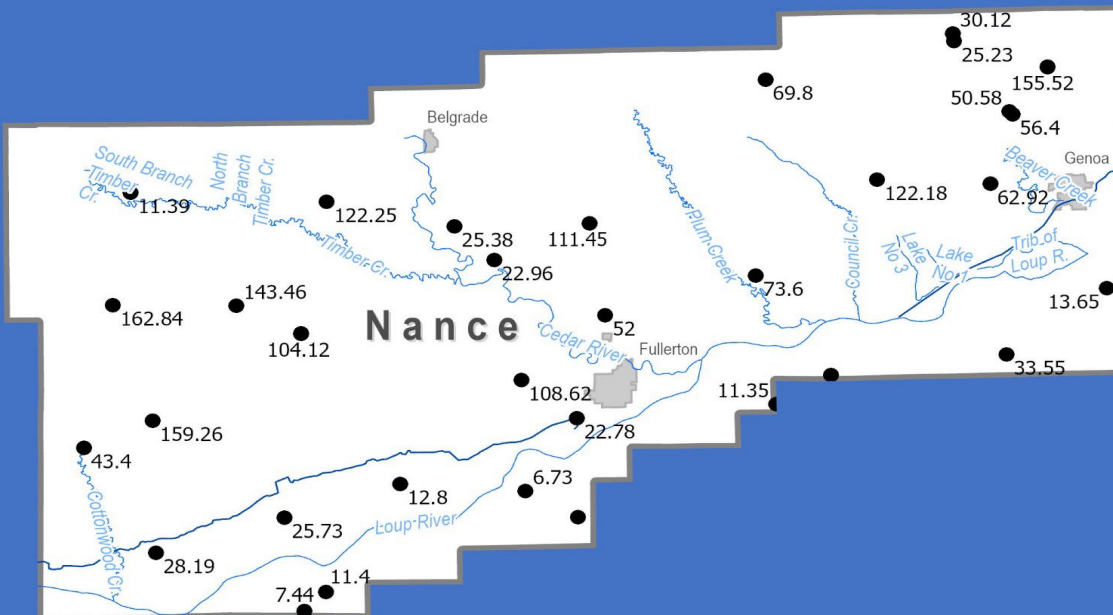 30.12
25.23
155.52
69.8
50.58
56.4
Belgrade
Beaver Creek
Genoa
South Branch
Timber
Cr.
North
Branch
Timber Cr.
11.39
122.25
122.18
62.92
25.38
111.45
Plum Creek
Council Cr.
Lake
No 3
Lake
No 1
Trib of
Loup R.
Timber Cr.
22.96
73.6
13.65
162.84
143.46
104.12
Nance
52
Cedar River
Fullerton
33.55
108.62
11.35
22.78
159.26
43.4
Cottonwood Cr.
12.8
6.73
25.73
Loup River
28.19
11.4
7.44